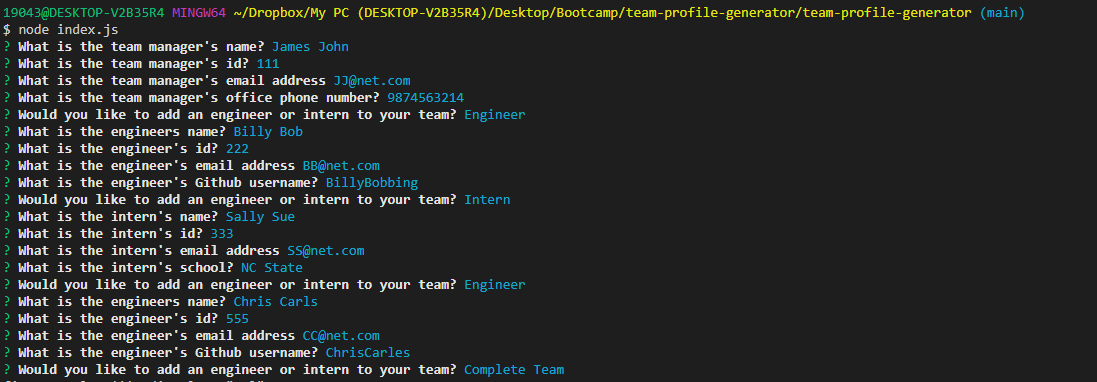 19043@DESKTOP-V2B35R4 MINGW64 ~/Dropbox/My PC (DESKTOP-V2B35R4)/Desktop/Bootcamp/team-profile-generator/team-profile-generator (main)
$ node index.js
? What is the team manager's name? James John
? What is the team manager's id? 111
? What is the team manager's email address JJ@net.com
? What is the team manager's office phone number? 9874563214
? Would you like to add an engineer or intern to your team? Engineer
? What is the engineers name? Billy Bob
? What is the engineer's id? 222
? What is the engineer's email address BB@net.com
? What is the engineer's Github username? BillyBobbing
? Would you like to add an engineer or intern to your team? Intern
? What is the intern's name? Sally Sue
? What is the intern's id? 333
? What is the intern's email address SS@net.com
? What is the intern's school? NC State
? Would you like to add an engineer or intern to your team? Engineer
? What is the engineers name? Chris Carls
? What is the engineer's id? 555
? What is the engineer's email address CC@net.com
? What is the engineer's Github username? ChrisCarles
? Would you like to add an engineer or intern to your team? Complete Team